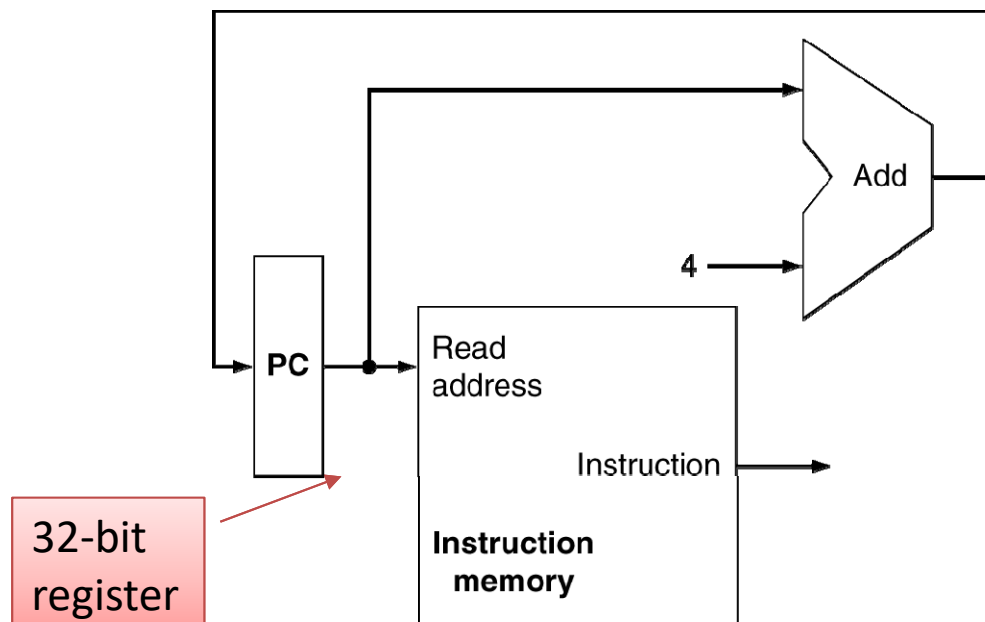 Add
4
PC
Read
address
Instruction
Instruction
memory
32-bit
register